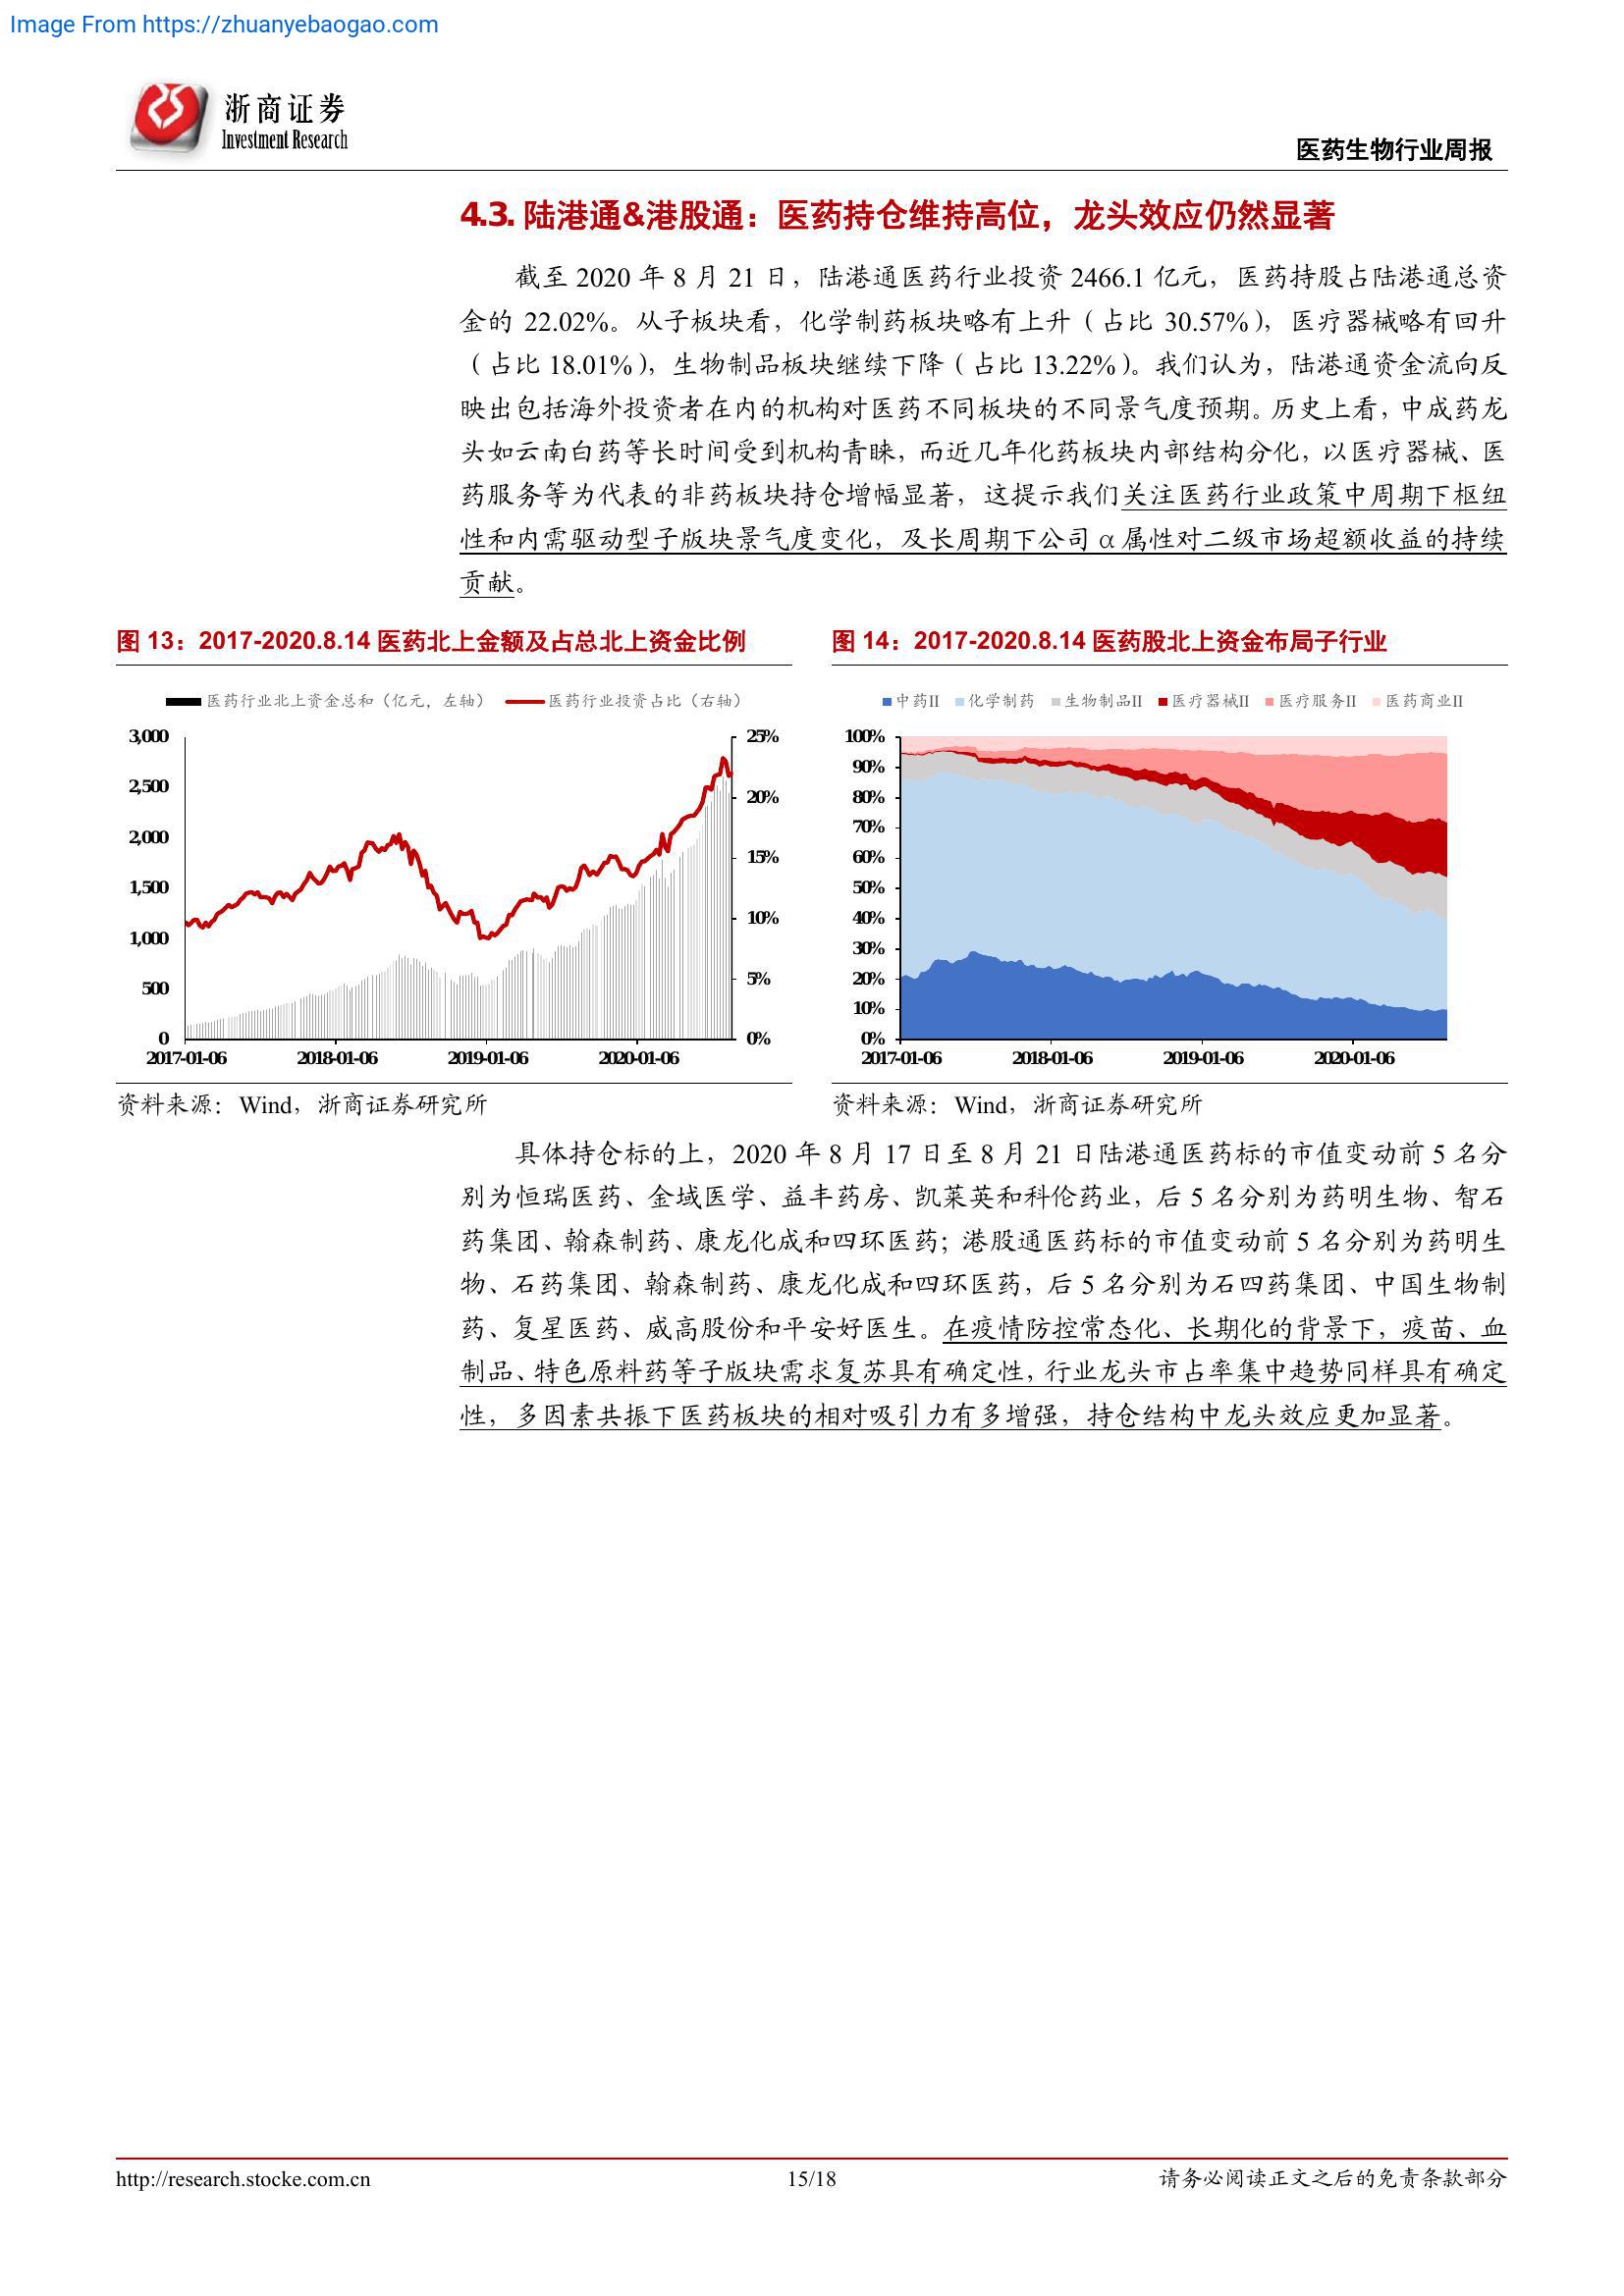 Image From https://zhuanyebaogao.com
浙商证券
Investment Research
医药生物行业周报
4.3. 陆港通&港股通：医药持仓维持高位，龙头效应仍然显著
截至 2020 年 8 月 21 日，陆港通医药行业投资 2466.1 亿元，医药持股占陆港通总资
金的 22.02%。从子板块看，化学制药板块略有上升（占比 30.57%），医疗器械略有回升
（占比 18.01%），生物制品板块继续下降（占比 13.22%）。我们认为，陆港通资金流向反
映出包括海外投资者在内的机构对医药不同板块的不同景气度预期。历史上看，中成药龙
头如云南白药等长时间受到机构青睐，而近几年化药板块内部结构分化，以医疗器械、医
药服务等为代表的非药板块持仓增幅显著，这提示我们关注医药行业政策中周期下枢纽
性和内需驱动型子版块景气度变化，及长周期下公司 α 属性对二级市场超额收益的持续
贡献。
图 13：2017-2020.8.14 医药北上金额及占总北上资金比例
医药行业北上资金总和（亿元，左轴） 医药行业投资占比（右轴）
3,000
2,500
2,000
1,500
1,000
500
0
25%
20%
15%
10%
5%
0%
2017-01-06 2018-01-06 2019-01-06 2020-01-06
资料来源：Wind，浙商证券研究所
图 14：2017-2020.8.14 医药股北上资金布局子行业
中药II 化学制药 生物制品II 医疗器械II 医疗服务II 医药商业II
100%
90%
80%
70%
60%
50%
40%
30%
20%
10%
0%
2017-01-06 2018-01-06 2019-01-06 2020-01-06
资料来源：Wind，浙商证券研究所
具体持仓标的上，2020 年 8 月 17 日至 8 月 21 日陆港通医药标的市值变动前 5 名分
别为恒瑞医药、金域医学、益丰药房、凯莱英和科伦药业，后 5 名分别为药明生物、智石
药集团、翰森制药、康龙化成和四环医药；港股通医药标的市值变动前 5 名分别为药明生
物、石药集团、翰森制药、康龙化成和四环医药，后 5 名分别为石四药集团、中国生物制
药、复星医药、威高股份和平安好医生。在疫情防控常态化、长期化的背景下，疫苗、血
制品、特色原料药等子版块需求复苏具有确定性，行业龙头市占率集中趋势同样具有确定
性，多因素共振下医药板块的相对吸引力有多增强，持仓结构中龙头效应更加显著。
http://research.stocke.com.cn
15/18
请务必阅读正文之后的免责条款部分